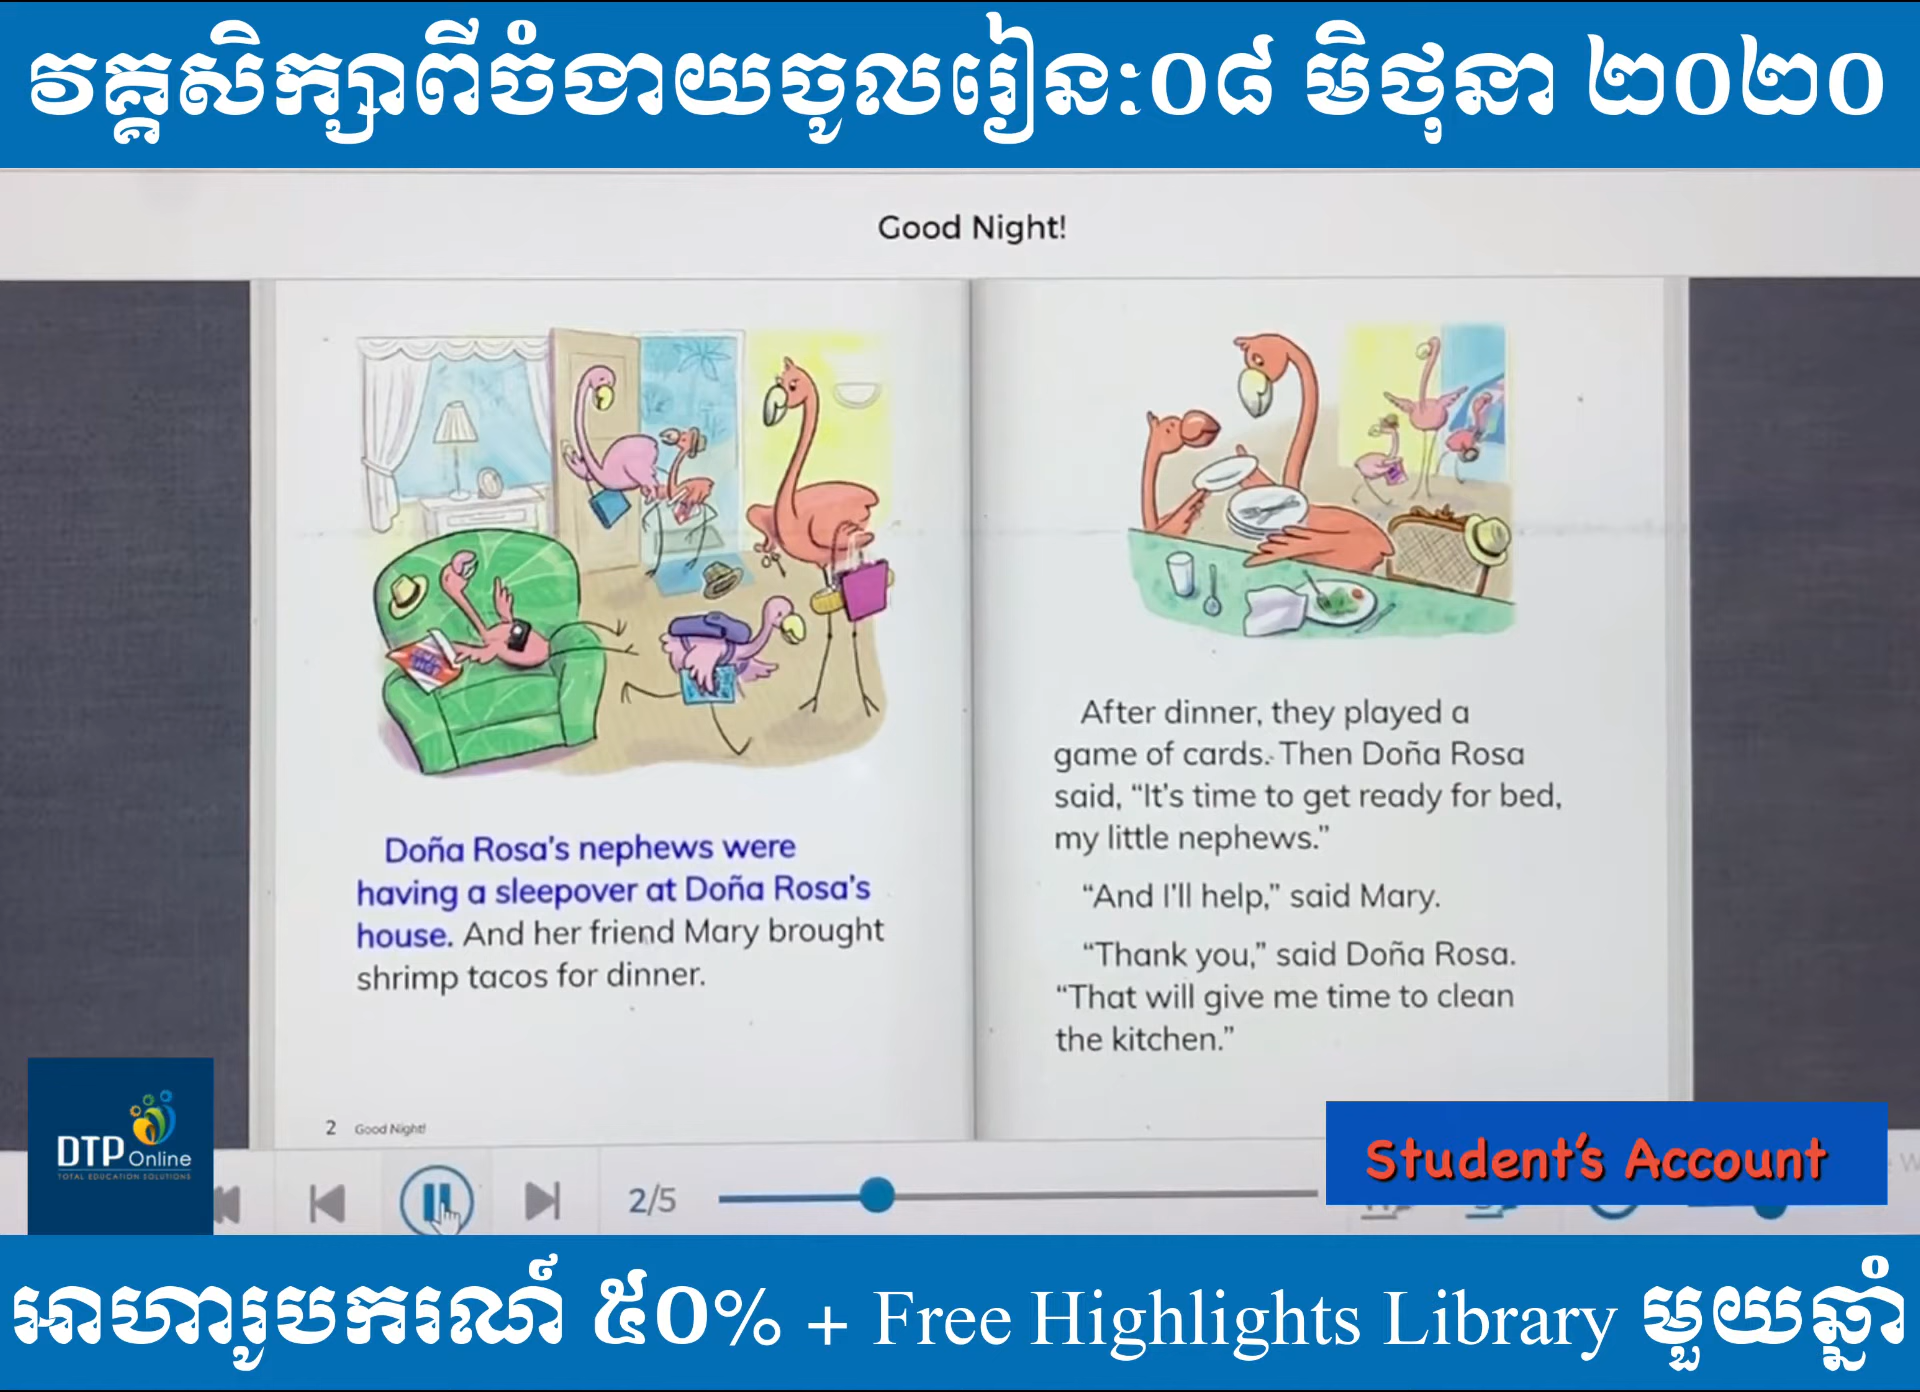 វគ្គសិក្សាពីចំងាយចូលរៀន:០៨ មិថុនា ២០២០
Good Night!
Doña Rosa's nephews were
having a sleepover at Doña Rosa's
house. And her friend Mary brought
shrimp tacos for dinner.
2 Good Night!
After dinner, they played a
game of cards. Then Doña Rosa
said, “It's time to get ready for bed,
my little nephews.”
“And I'll help,” said Mary.
“Thank you,” said Doña Rosa.
“That will give me time to clean
the kitchen.”
DTP Online
TOTAL EDUCATION SOLUTIONS
2/5
Student's Account
អាហារូបករណ៍ ៥០% + Free Highlights Library មួយឆ្នាំ